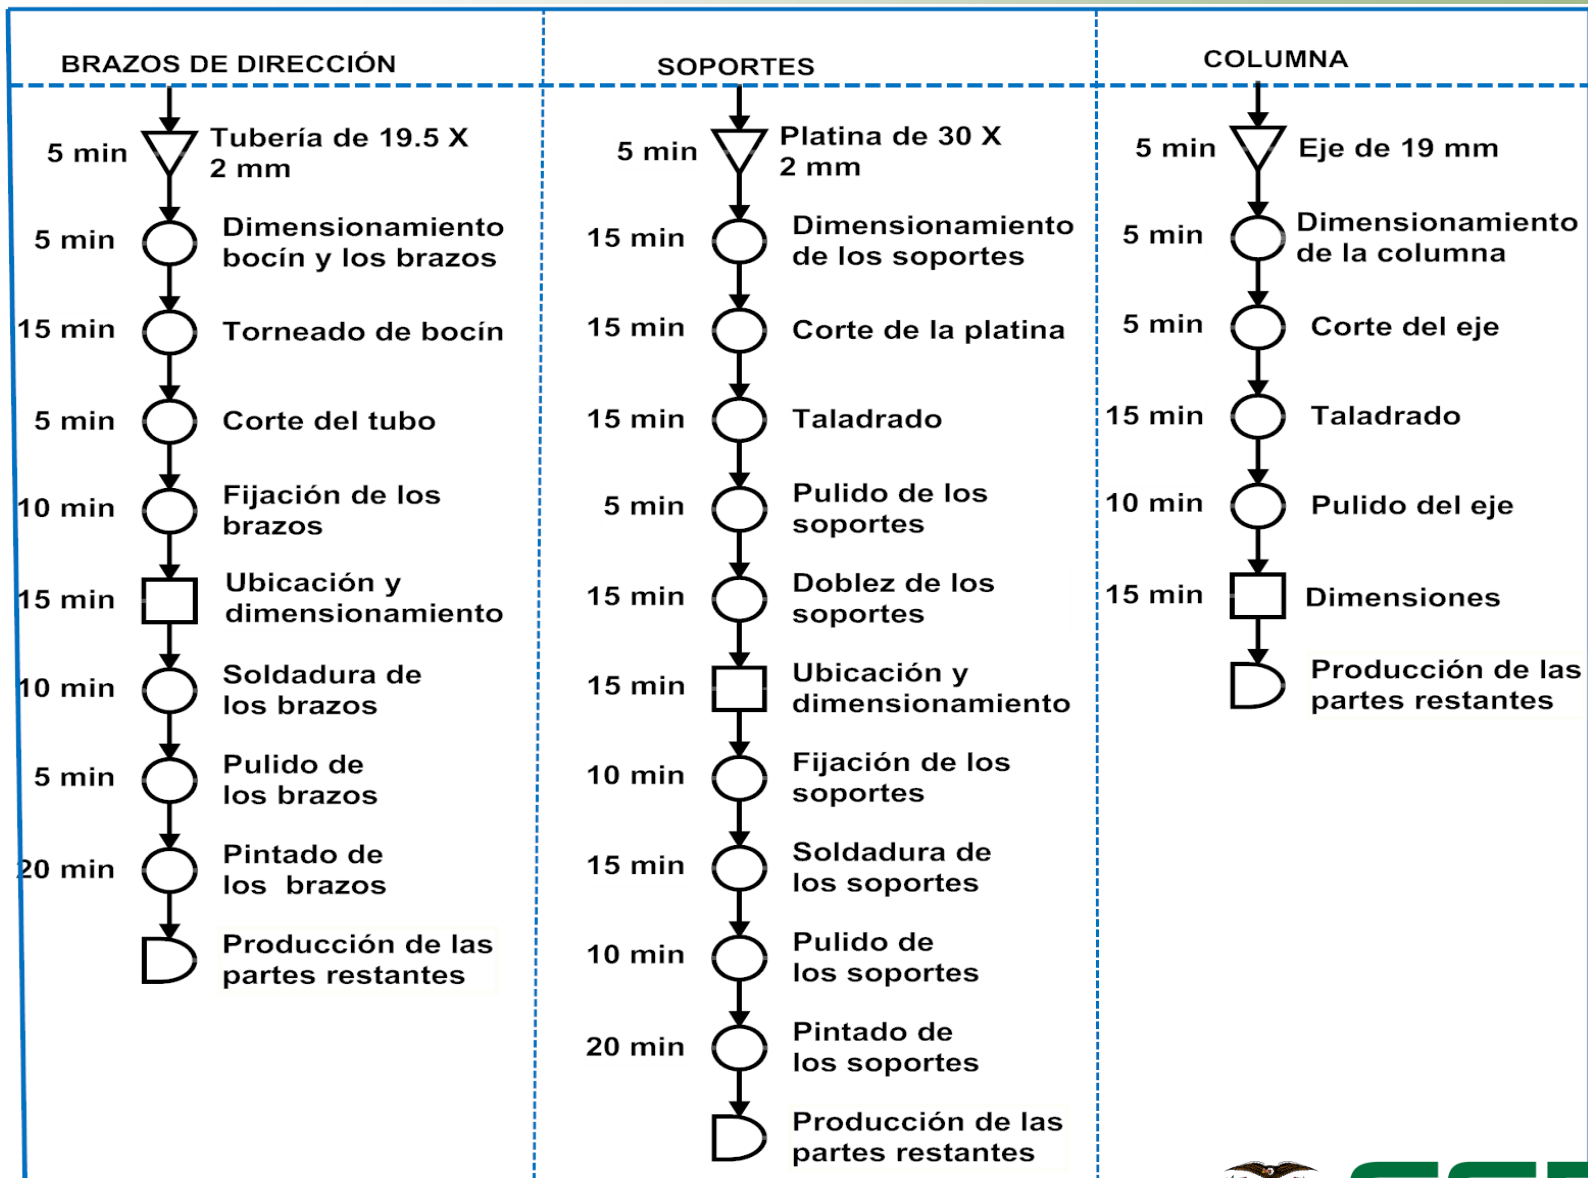 BRAZOS DE DIRECCIÓN
5 min
Tubería de 19.5 X
2 mm
5 min
Dimensionamiento
bocín y los brazos
15 min
Torneado de bocín
5 min
Corte del tubo
10 min
Fijación de los
brazos
15 min
Ubicación y
dimensionamiento
10 min
Soldadura de
los brazos
5 min
Pulido de
los brazos
20 min
Pintado de
los brazos
Producción de las
partes restantes
SOPORTES
5 min
Platina de 30 X
2 mm
15 min
Dimensionamiento
de los soportes
15 min
Corte de la platina
15 min
Taladrado
5 min
Pulido de los
soportes
15 min
Doblez de los
soportes
15 min
Ubicación y
dimensionamiento
10 min
Fijación de los
soportes
15 min
Soldadura de
los soportes
10 min
Pulido de
los soportes
20 min
Pintado de
los soportes
Producción de las
partes restantes
COLUMNA
5 min
Eje de 19 mm
5 min
Dimensionamiento
de la columna
5 min
Corte del eje
15 min
Taladrado
10 min
Pulido del eje
15 min
Dimensiones
Producción de las
partes restantes